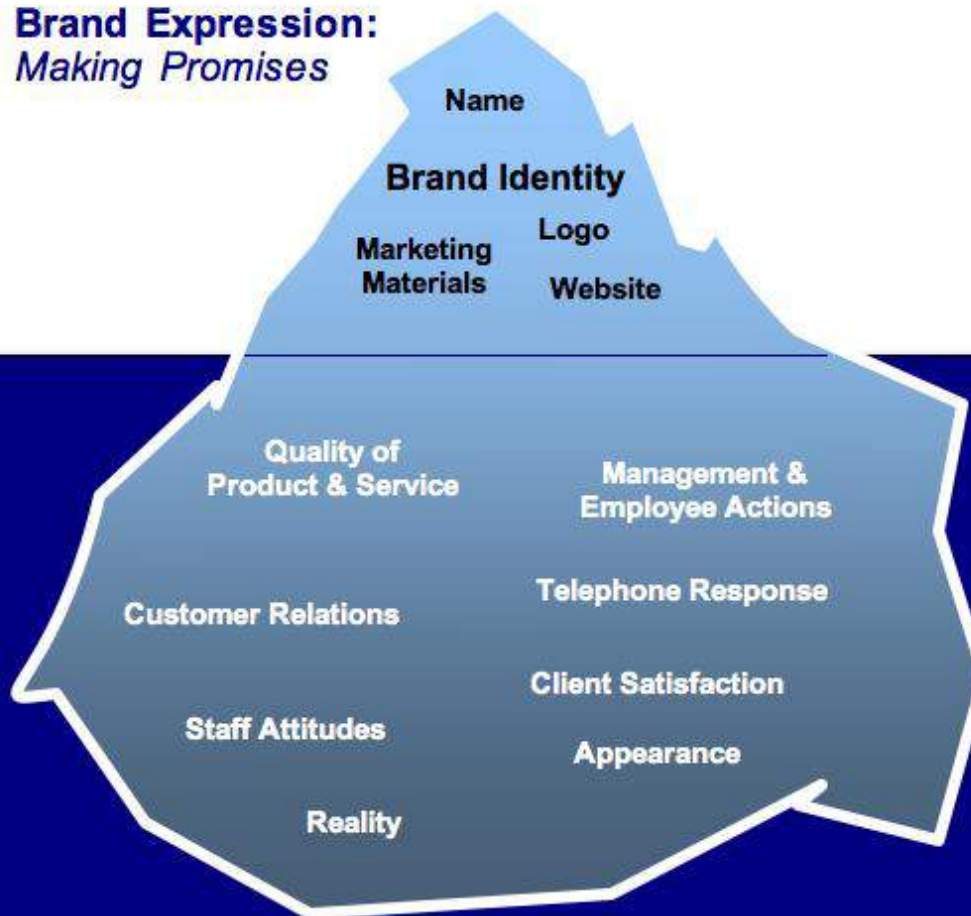 Brand Expression:
Making Promises
Name
Brand Identity
Logo
Marketing
Materials
Website
Quality of
Product & Service
Management &
Employee Actions
Telephone Response
Customer Relations
Client Satisfaction
Staff Attitudes
Appearance
Reality